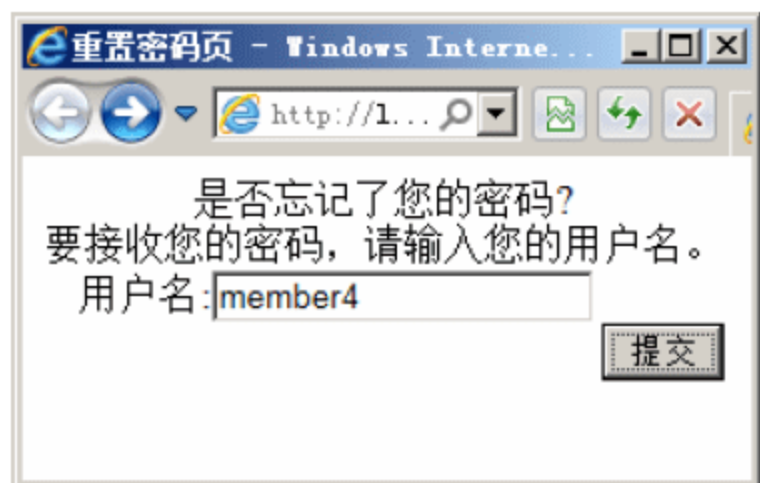 重置密码页 - Windows Interne...
http://l...
是否忘记了您的密码?
要接收您的密码，请输入您的用户名。
用户名:member4
提交